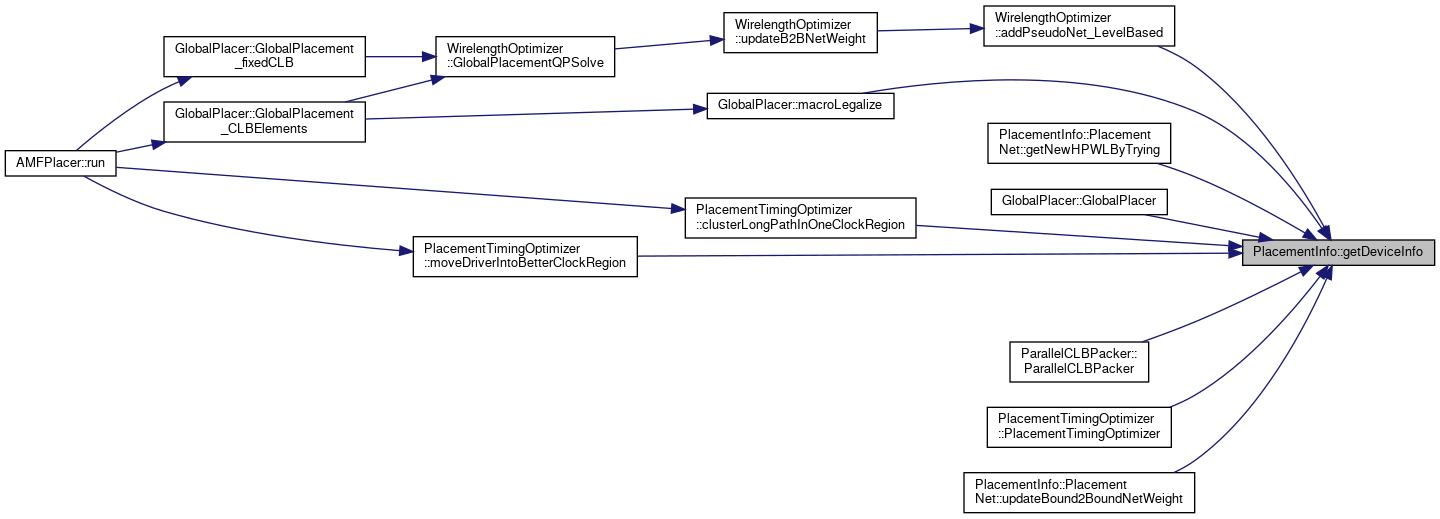 WirelengthOptimizer
::addPseudoNet_LevelBased
WirelengthOptimizer
::updateB2BNetWeight
GlobalPlacer::GlobalPlacement
_fixedCLB
WirelengthOptimizer
::GlobalPlacementQPSolve
GlobalPlacer::macroLegalize
GlobalPlacer::GlobalPlacement
_CLBElements
PlacementInfo::Placement
Net::getNewHPWLByTrying
AMFPlacer::run
GlobalPlacer::GlobalPlacer
PlacementTimingOptimizer
::clusterLongPathInOneClockRegion
PlacementTimingOptimizer
::moveDriverIntoBetterClockRegion
PlacementInfo::getDeviceInfo
ParallelCLBPacker::
ParallelCLBPacker
PlacementTimingOptimizer
::PlacementTimingOptimizer
PlacementInfo::Placement
Net::updateBound2BoundNetWeight